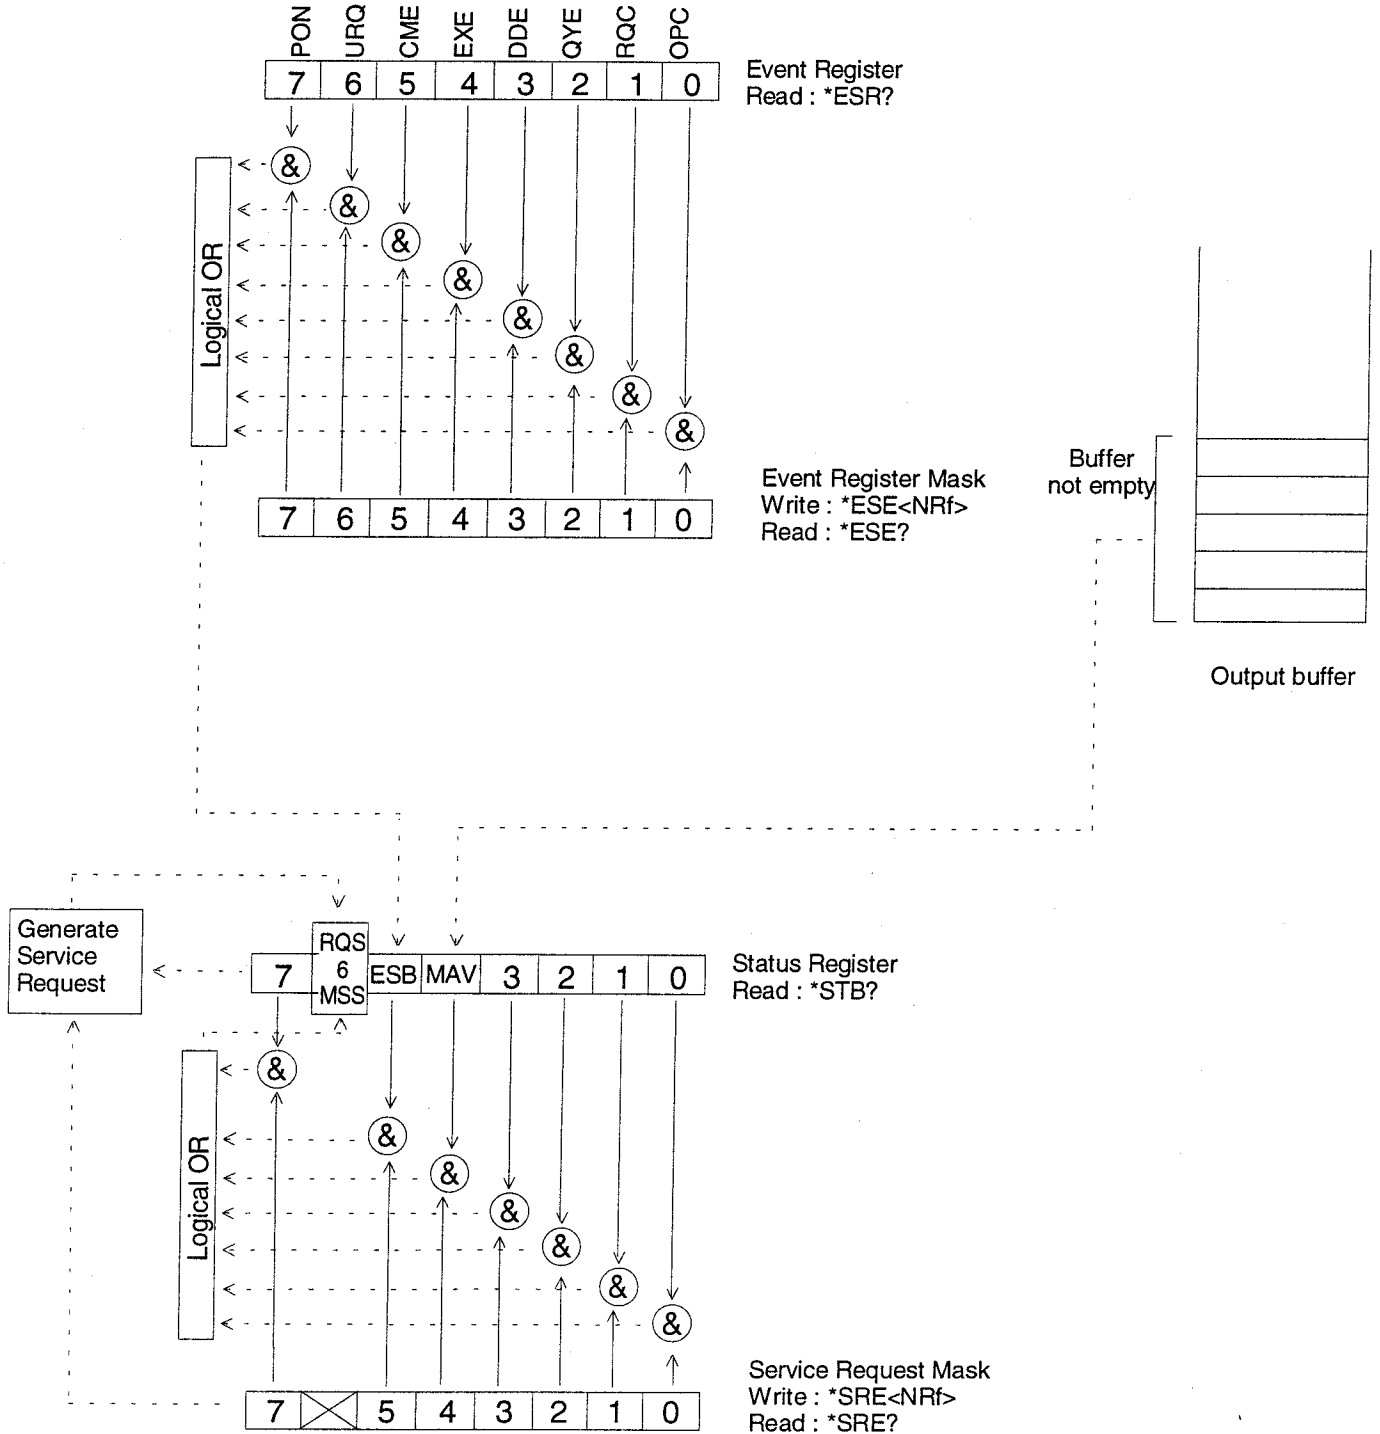 PON URQ CME EXE DDE QYE RQC OPC
7 6 5 4 3 2 1 0
Event Register
Read : *ESR?
&
&
&
&
&
&
&
&
Logical OR
Event Register Mask
Write : *ESE<NRf>
Read : *ESE?
7 6 5 4 3 2 1 0
Buffer
not empty
Output buffer
Generate
Service
Request
7
RQS
6
MSS
ESB MAV 3 2 1 0
Status Register
Read : *STB?
&
&
&
&
&
&
&
Logical OR
Service Request Mask
Write : *SRE<NRf>
Read : *SRE?
7 5 4 3 2 1 0